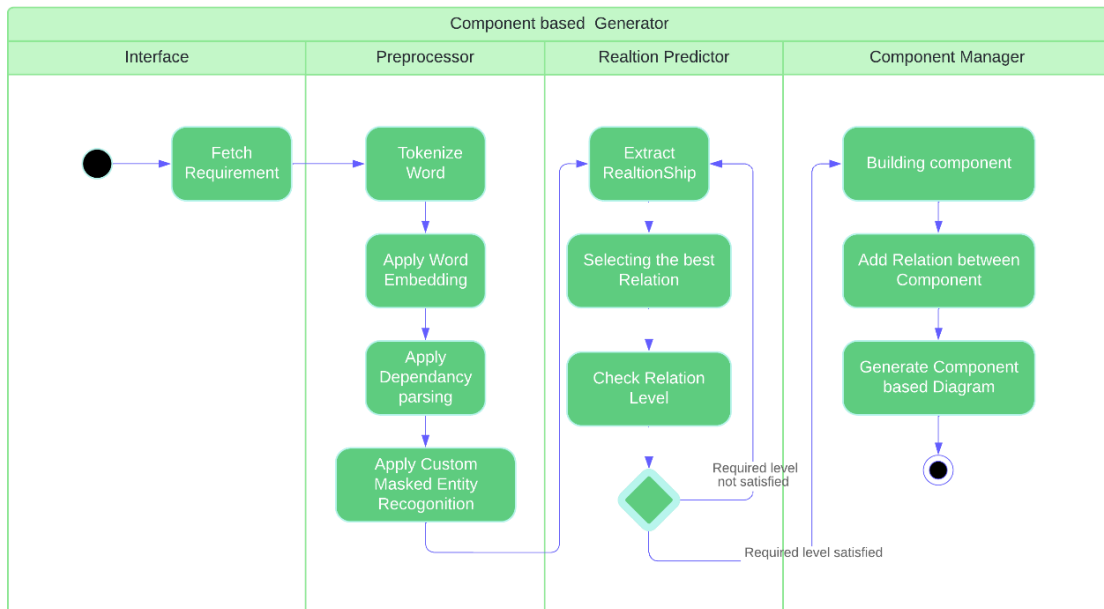 Component based  Generator
Interface
Preprocenssor
Realtion Predictor
Component Manager
Fetch
Requirement
Tokenize
Word
Apply Word
Embedding
Apply
Dependancy
parsing
Apply Custom
Masked Entity
Recogonition
Extract
RealtionShip
Selecting the best
Relation
Check Relation
Level
Required level
not satisfied
Required level satisfied
Building component
Add Relation between
Component
Generate Component
based Diagram